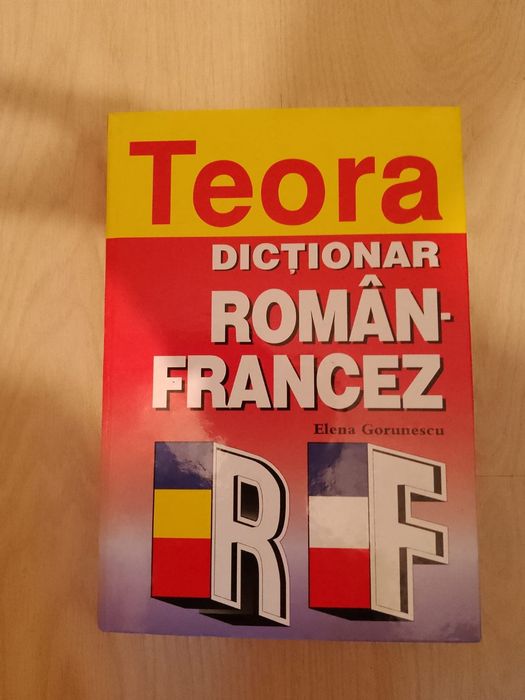 Teora
DICȚIONAR
ROMÂN-
FRANCEZ
Elena Gorunescu
R F